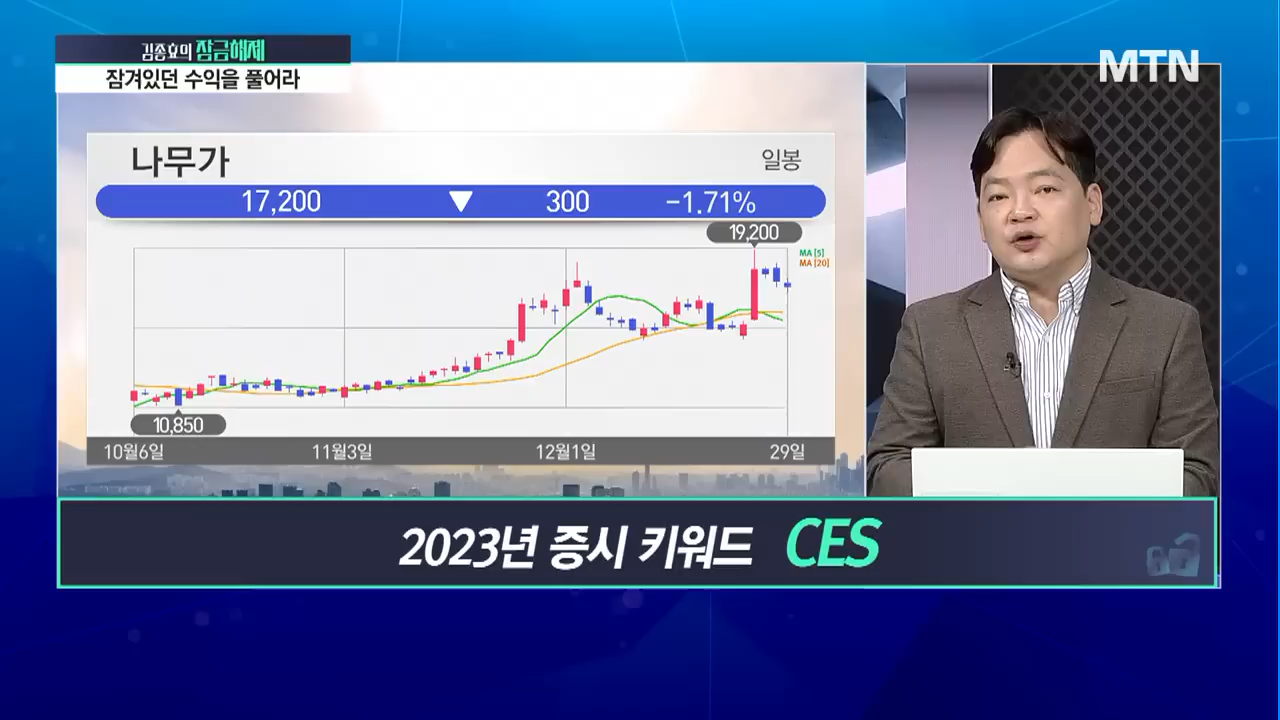 김종효의 잠금해제
잠겨있던 수익을 풀어라
MTN
나무가
일봉
17,200 ▼ 300 -1.71%
19,200
MA [5]
MA [20]
10,850
10월6일 11월3일 12월1일 29일
2023년 증시 키워드 CES